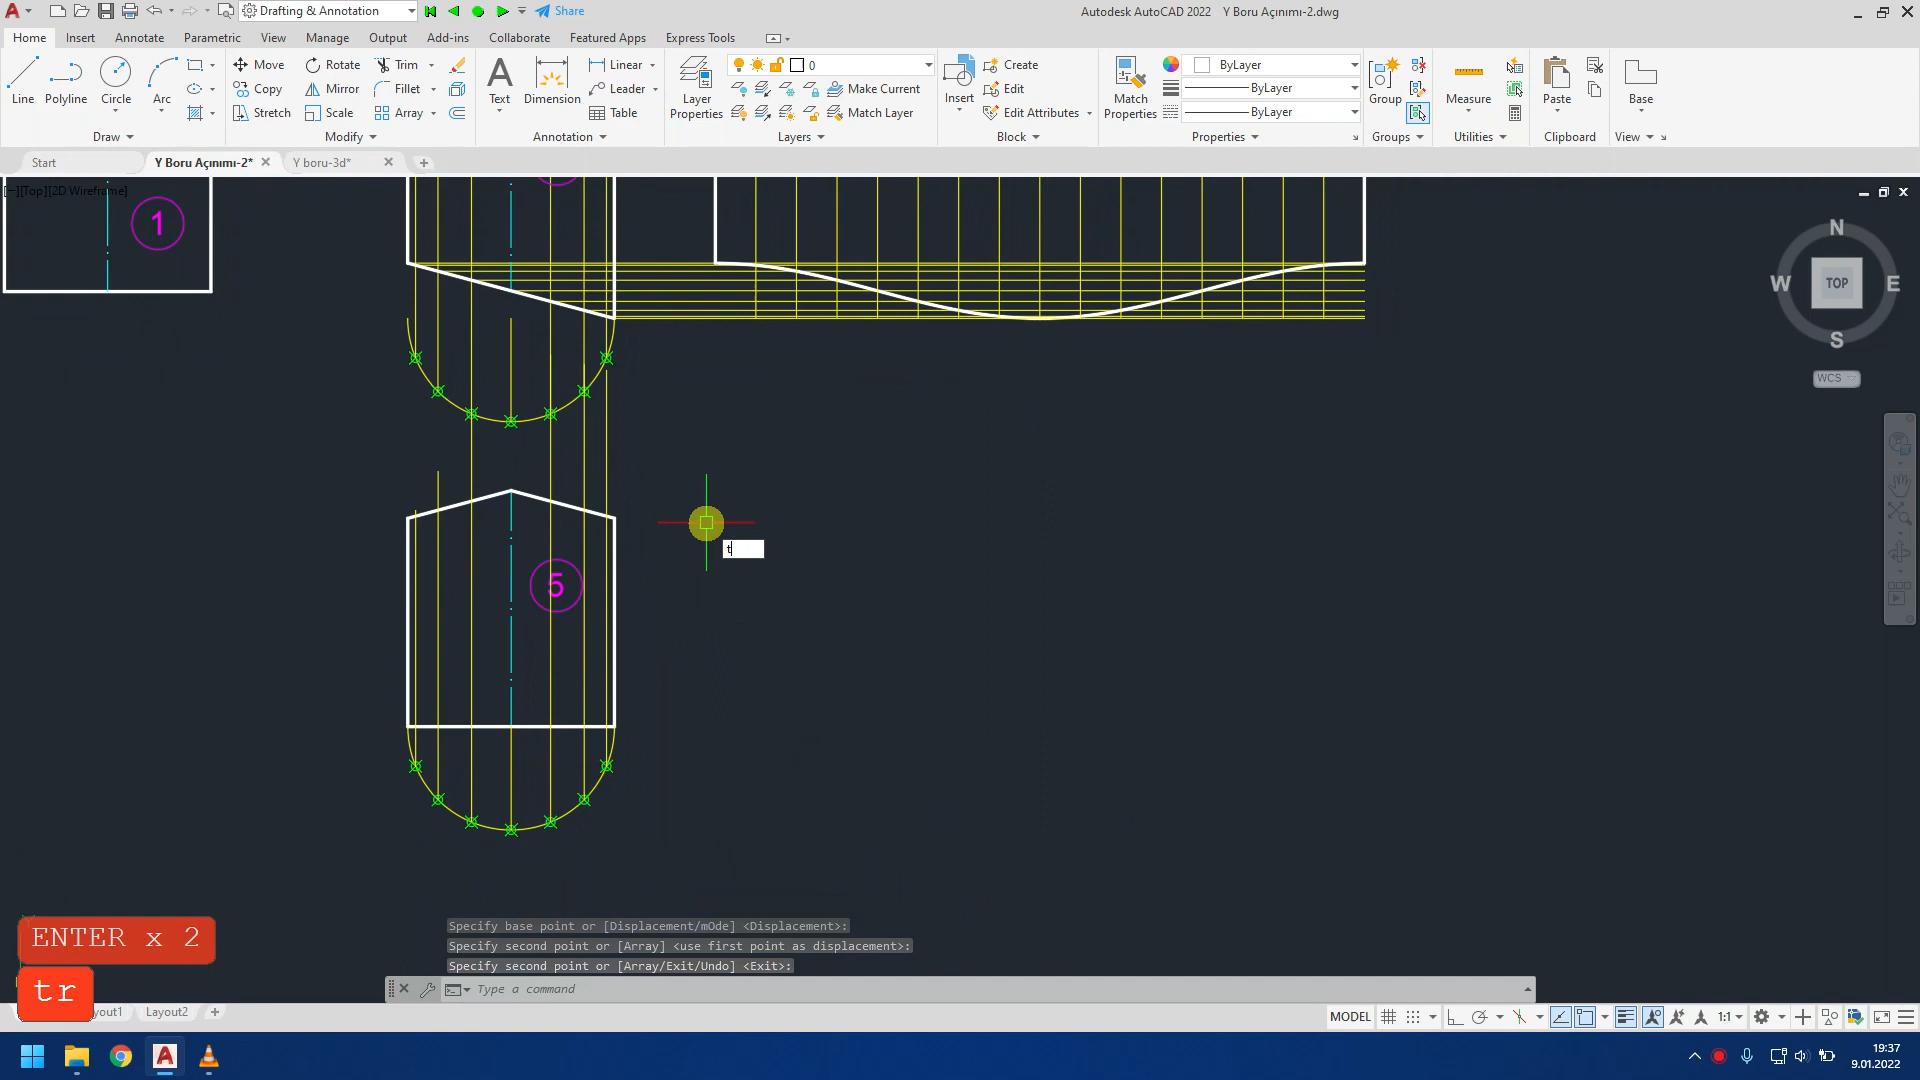 Drafting & Annotation
Share
Autodesk AutoCAD 2022 Y Boru Açınımı-2.dwg
Home Insert Annotate Parametric View Manage Output Add-ins Collaborate Featured Apps Express Tools
Line Polyline Circle Arc
Move Rotate Trim
Copy Mirror Fillet
Stretch Scale Array
Text Dimension
Linear
Leader
Table
Layer Properties
0
Make Current
Match Layer
Insert
Create
Edit
Edit Attributes
Match Properties
ByLayer
ByLayer
ByLayer
Group
Measure
Paste
Base
Draw Modify Annotation Layers Block Properties Groups Utilities Clipboard View
Start Y Boru Açınımı-2* Y boru-3d*
[−][Top][2D Wireframe]
1
N
W TOP E
S
WCS
t
5
ENTER x 2
tr
Specify base point or [Displacement/mOde] <Displacement>:
Specify second point or [Array] <use first point as displacement>:
Specify second point or [Array/Exit/Undo] <Exit>:
Type a command
yout1 Layout2
MODEL 1:1
19:37
9.01.2022